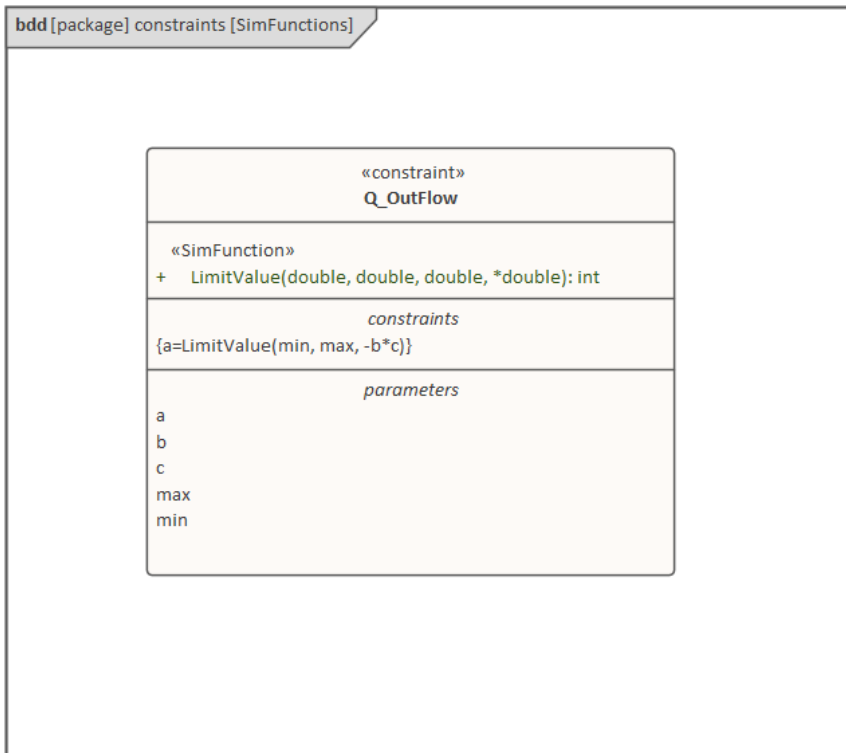 bdd [package] constraints [SimFunctions]
«constraint»
Q_OutFlow
«SimFunction»
+ LimitValue(double, double, double, *double): int
constraints
{a=LimitValue(min, max, -b*c)}
parameters
a
b
c
max
min